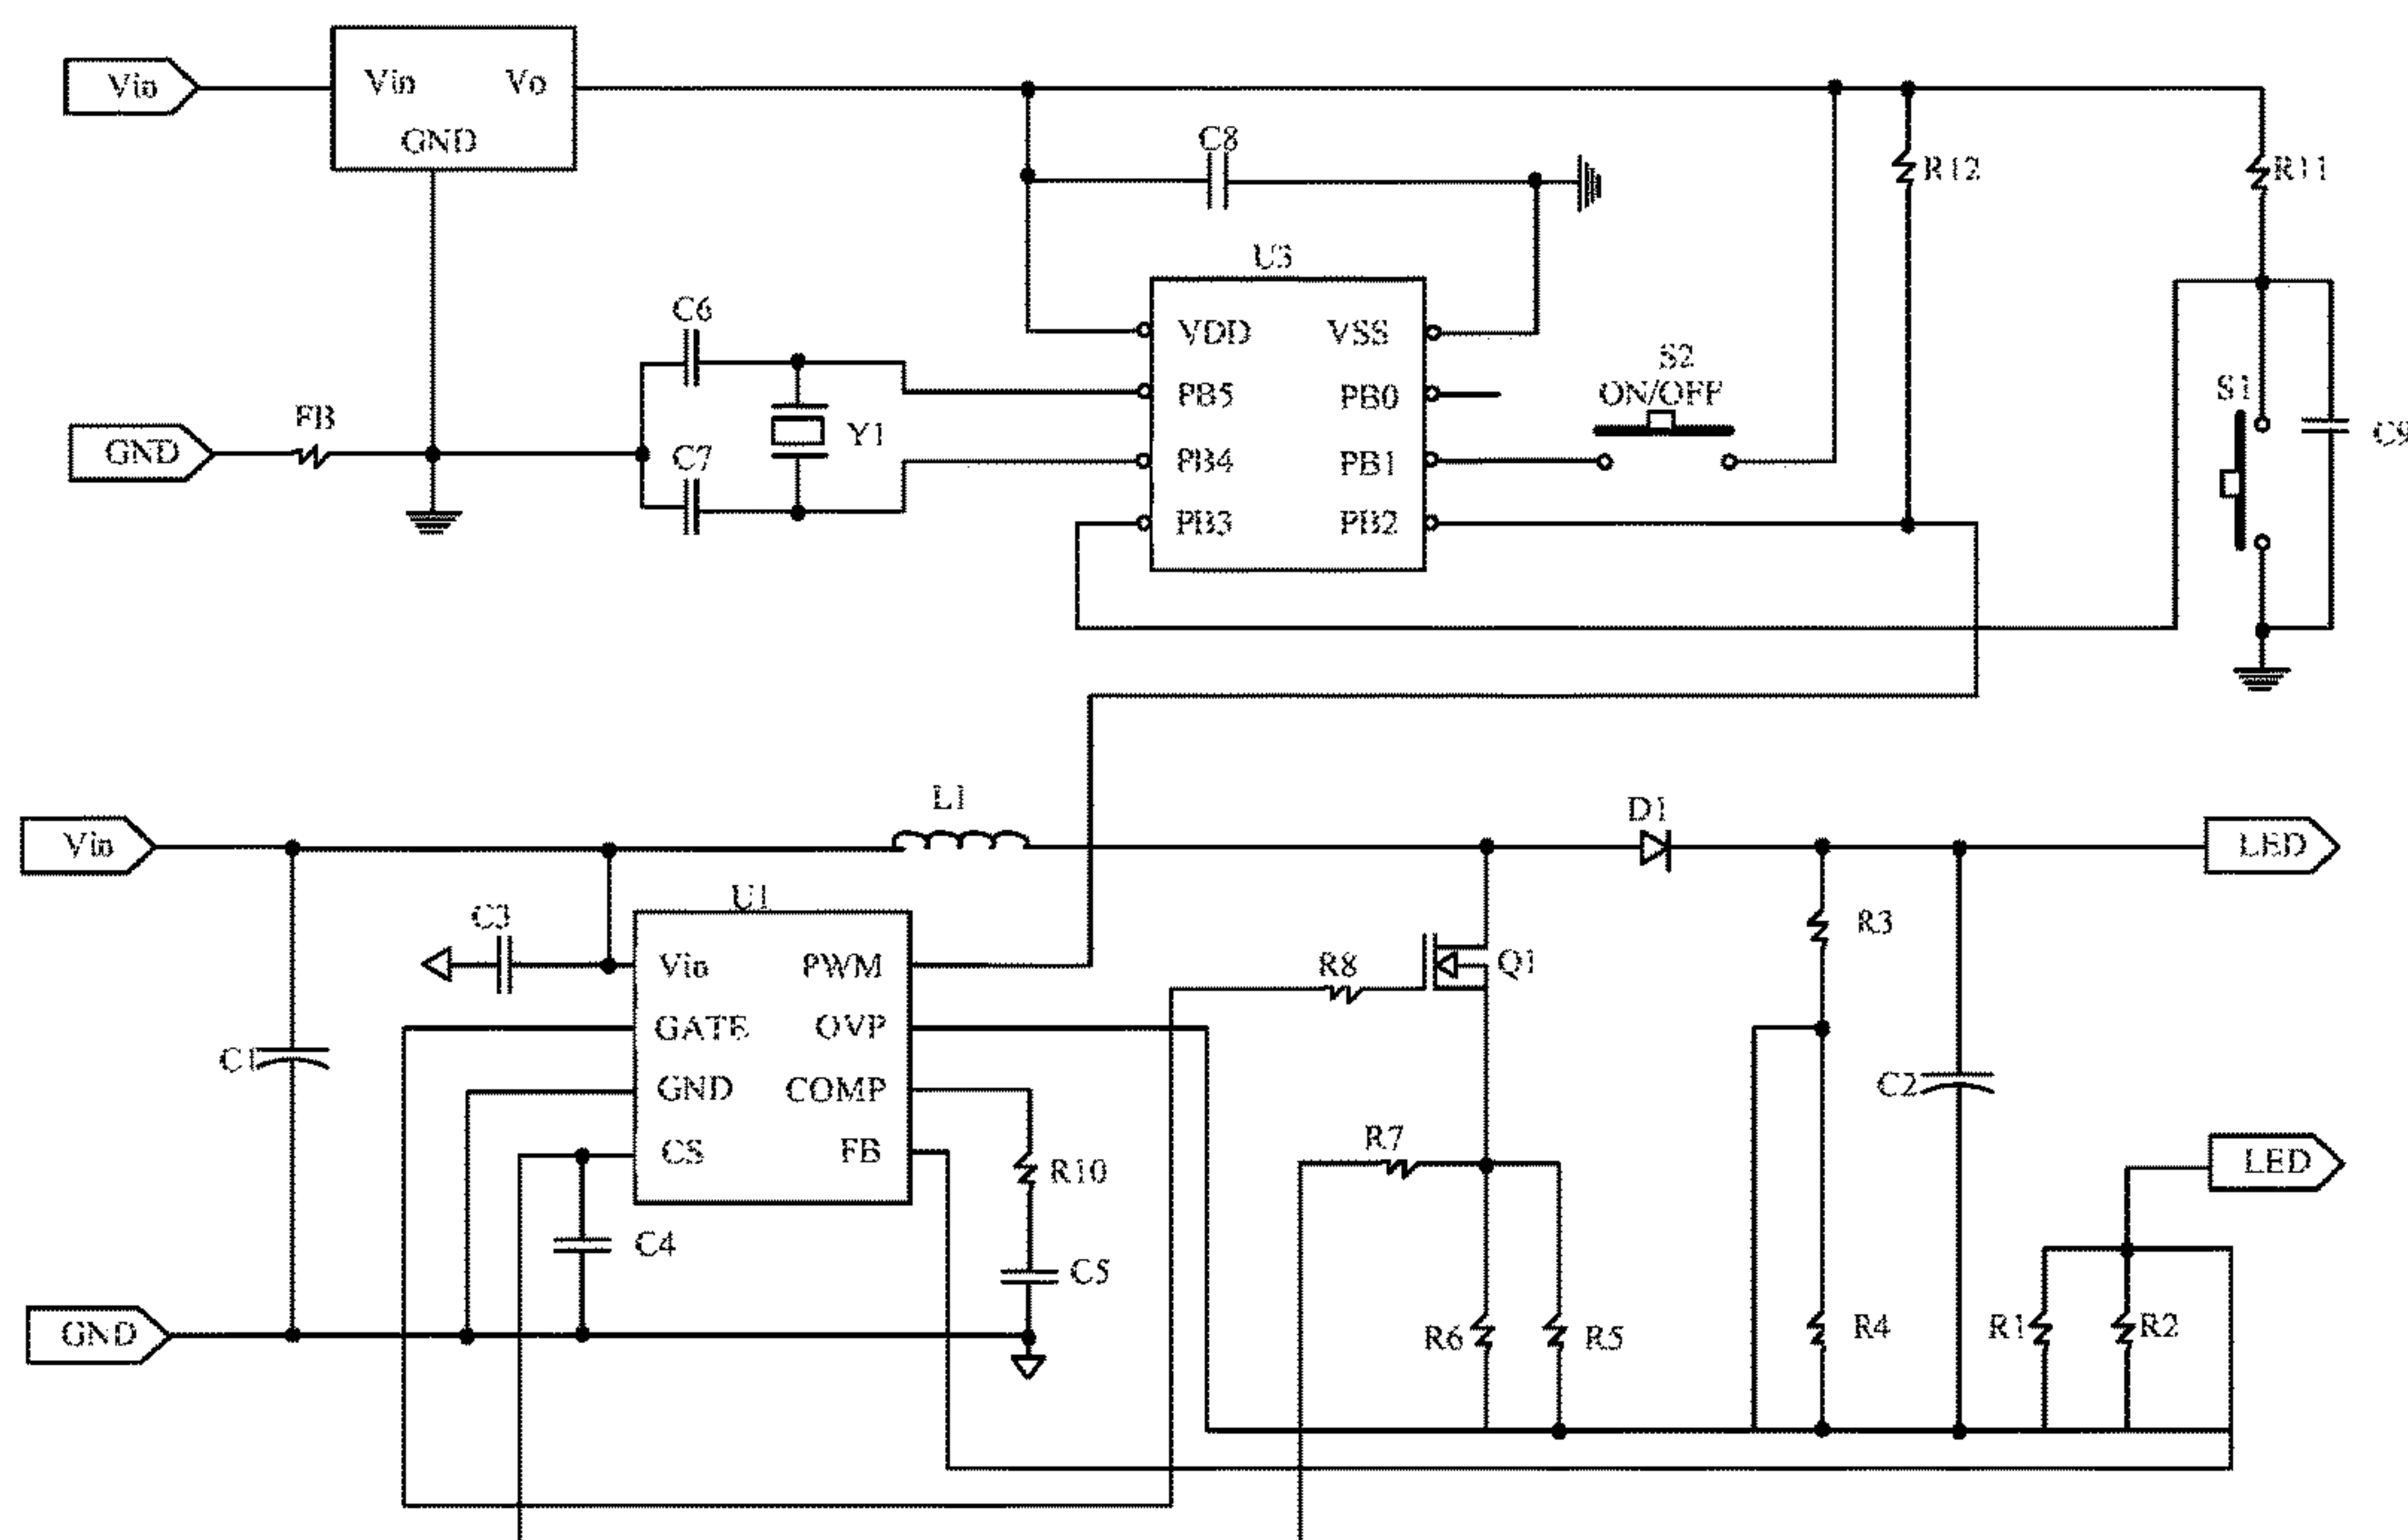 Vin
Vin Vo
GND
C8
R12
R11
U3
C6
VDD VSS
S2
ON/OFF
PB5 PB0
S1
FB
GND
Y1
C9
C7
PB4 PB1
PB3 PB2
L1
D1
Vin
LED
U1
C3
R3
Vin PWM
R8
Q1
GATE OVP
C1
GND COMP
C2
R7
CS FB
R10
LED
C4
C5
GND
R6
R5
R4
R1
R2